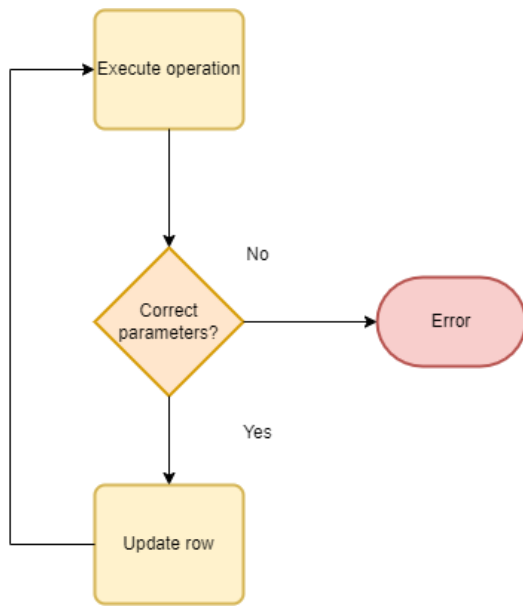 Execute operation
No
Correct
parameters?
Error
Yes
Update row